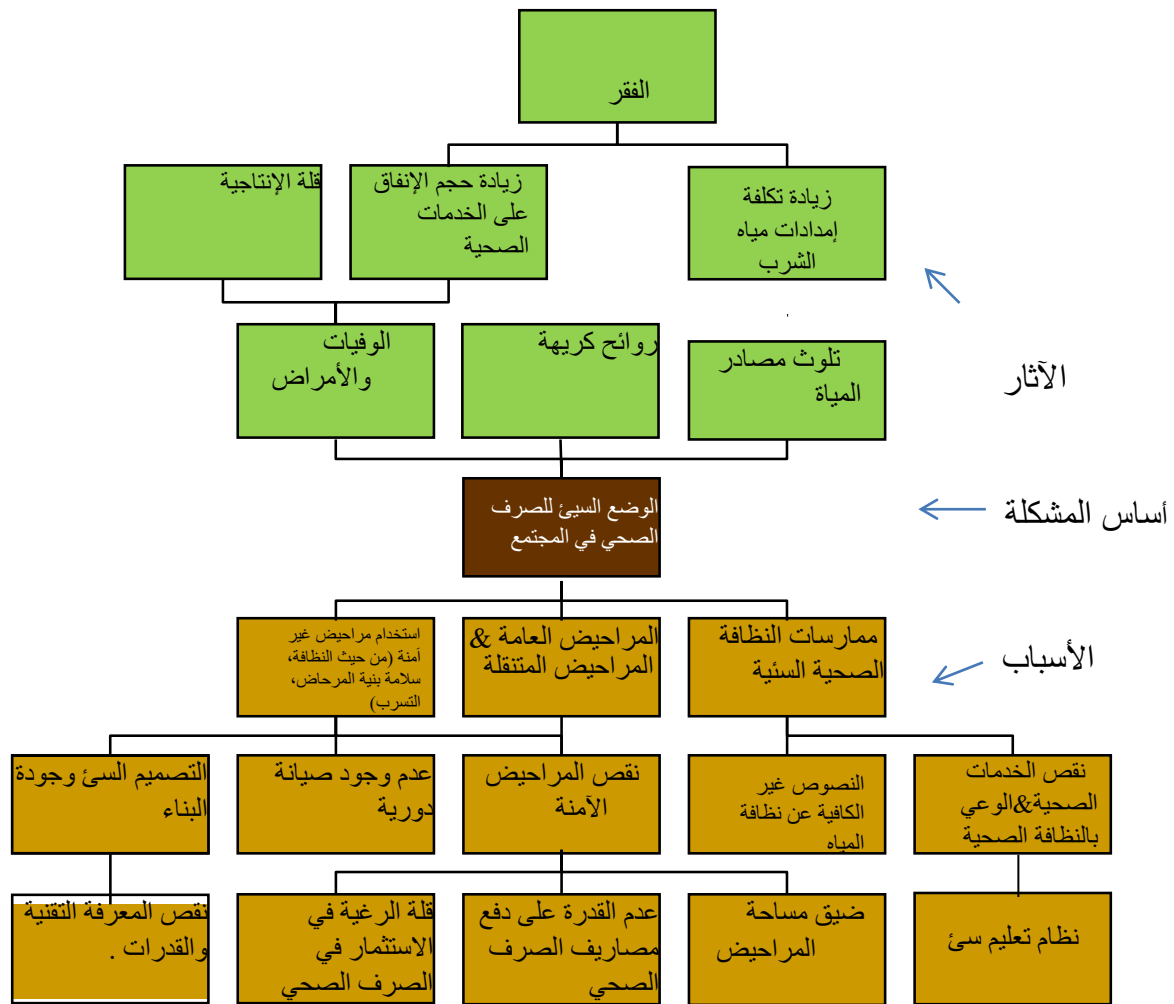 الفقر
قلة الإنتاجية
زيادة حجم الإنفاق
على الخدمات
الصحية
زيادة تكلفة
إمدادات مياه
الشرب
الوفيات
والأمراض
روائح كريهة
تلوث مصادر
المياة
الآثار
الوضع السيئ للصرف
الصحي في المجتمع
أساس المشكلة
استخدام مراحيض غير
آمنة (من حيث النظافة،
سلامة بنية المرحاض،
التسرب)
المراحيض العامة &
المراحيض المتنقلة
ممارسات النظافة
الصحية السئية
الأسباب
التصميم السئ وجودة
البناء
عدم وجود صيانة
دورية
نقص المراحيض
الآمنة
النصوص غير
الكافية عن نظافة
المياه
نقص الخدمات
الصحية&الوعي
بالنظافة الصحية
نقص المعرفة التقنية
والقدرات .
قلة الرغبة في
الاستثمار في
الصرف الصحي
عدم القدرة على دفع
مصاريف الصرف
الصحي
ضيق مساحة
المراحيض
نظام تعليم سئ